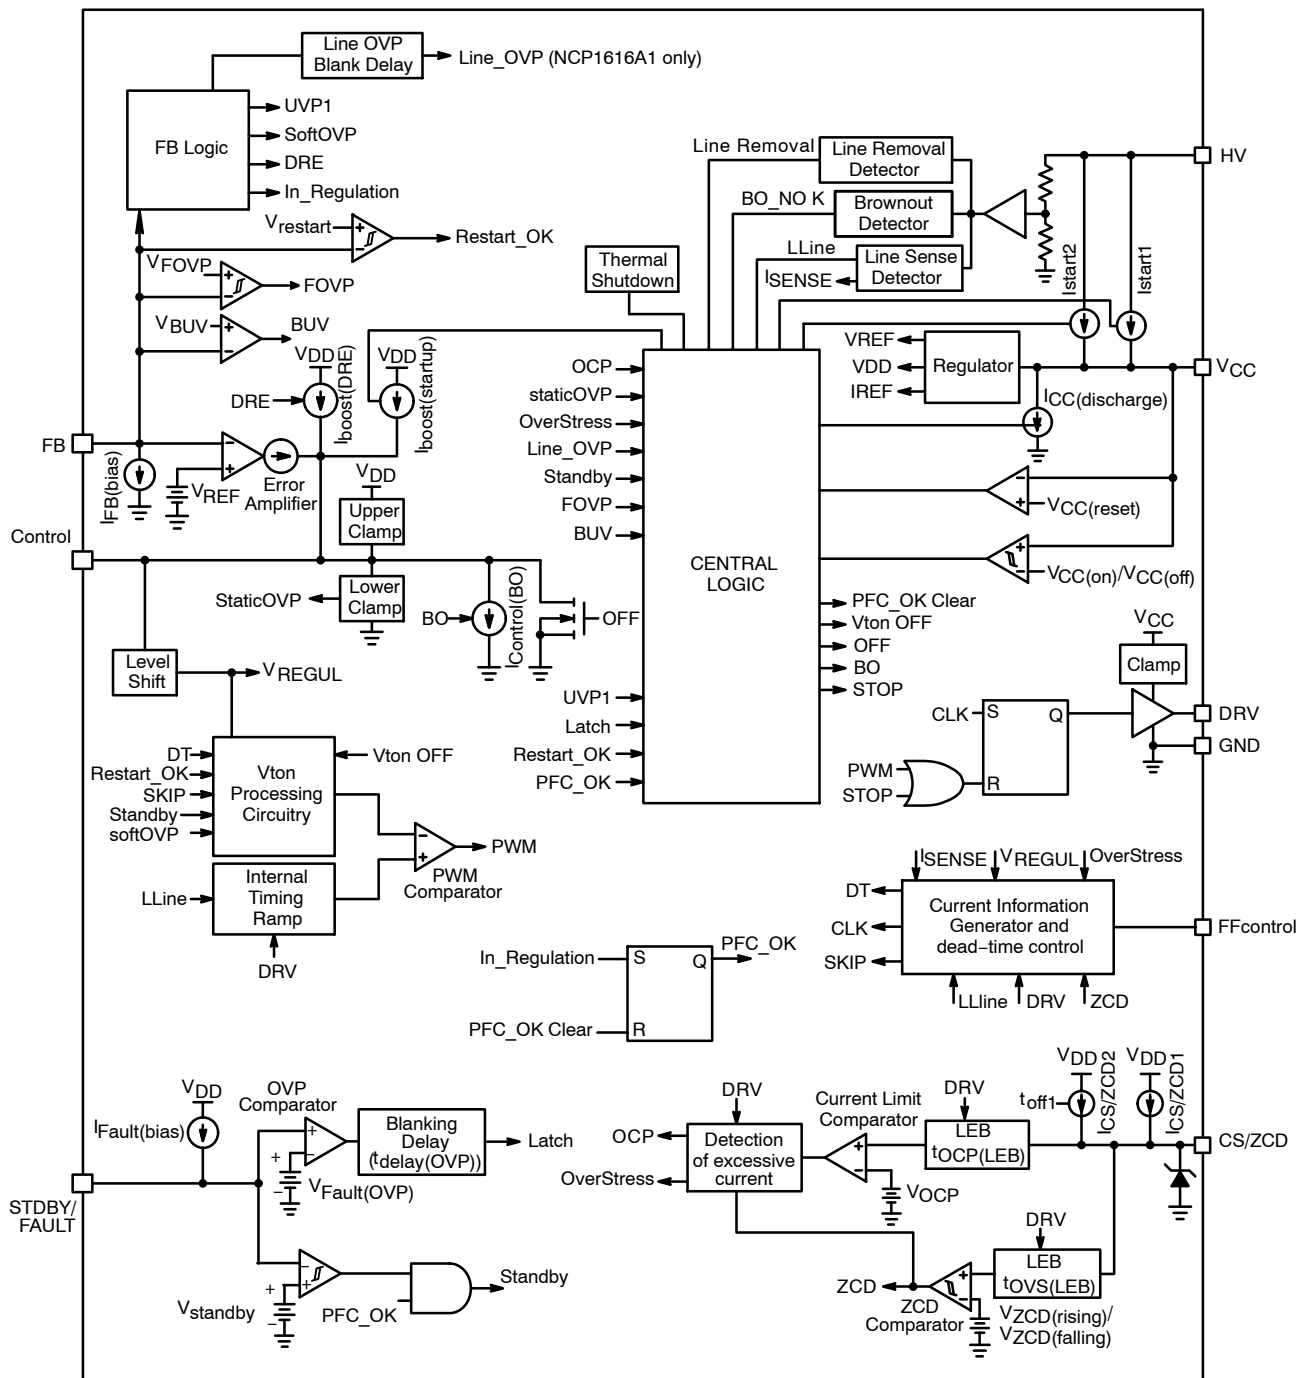 Line OVP
Blank Delay
Line_OVP (NCP1616A1 only)
FB Logic
UVP1
SoftOVP
DRE
In_Regulation
Vrestart
+
−
Restart_OK
VFOVP
+
−
FOVP
VBUV
+
−
BUV
VDD
Iboost(DRE)
DRE
VDD
Iboost(startup)
FB
IFB(bias)
−
+
VREF
Error
Amplifier
VDD
Upper
Clamp
Control
StaticOVP
Lower
Clamp
BO
IControl(BO)
OFF
Level
Shift
VREGUL
DT
Restart_OK
SKIP
Standby
softOVP
Vton
Processing
Circuitry
Vton OFF
−
+
PWM
PWM
Comparator
LLine
Internal
Timing
Ramp
DRV
Thermal
Shutdown
Line Removal
Line Removal
Detector
BO_NO K
Brownout
Detector
LLine
ISENSE
Line Sense
Detector
HV
Istart2
Istart1
VREF
VDD
IREF
Regulator
VCC
ICC(discharge)
−
+
VCC(reset)
+
−
VCC(on)/VCC(off)
OCP
staticOVP
OverStress
Line_OVP
Standby
FOVP
BUV
CENTRAL
LOGIC
UVP1
Latch
Restart_OK
PFC_OK
PFC_OK Clear
Vton OFF
OFF
BO
STOP
VCC
Clamp
CLK
S
Q
R
PWM
STOP
DRV
GND
ISENSE
VREGUL
OverStress
DT
CLK
SKIP
Current Information
Generator and
dead−time control
FFcontrol
LLline
DRV
ZCD
In_Regulation
S
Q
PFC_OK
PFC_OK Clear
R
VDD
IFault(bias)
OVP
Comparator
+
−
+
−
VFault(OVP)
Blanking
Delay
(tdelay(OVP))
Latch
STDBY/
FAULT
−
+
+
−
Vstandby
PFC_OK
Standby
DRV
OCP
OverStress
Detection
of excessive
current
Current Limit
Comparator
+
−
VOCP
DRV
LEB
tOCP(LEB)
VDD
toff1
ICS/ZCD2
VDD
ICS/ZCD1
CS/ZCD
DRV
LEB
tOVS(LEB)
ZCD
+
−
ZCD
Comparator
VZCD(rising)/
VZCD(falling)